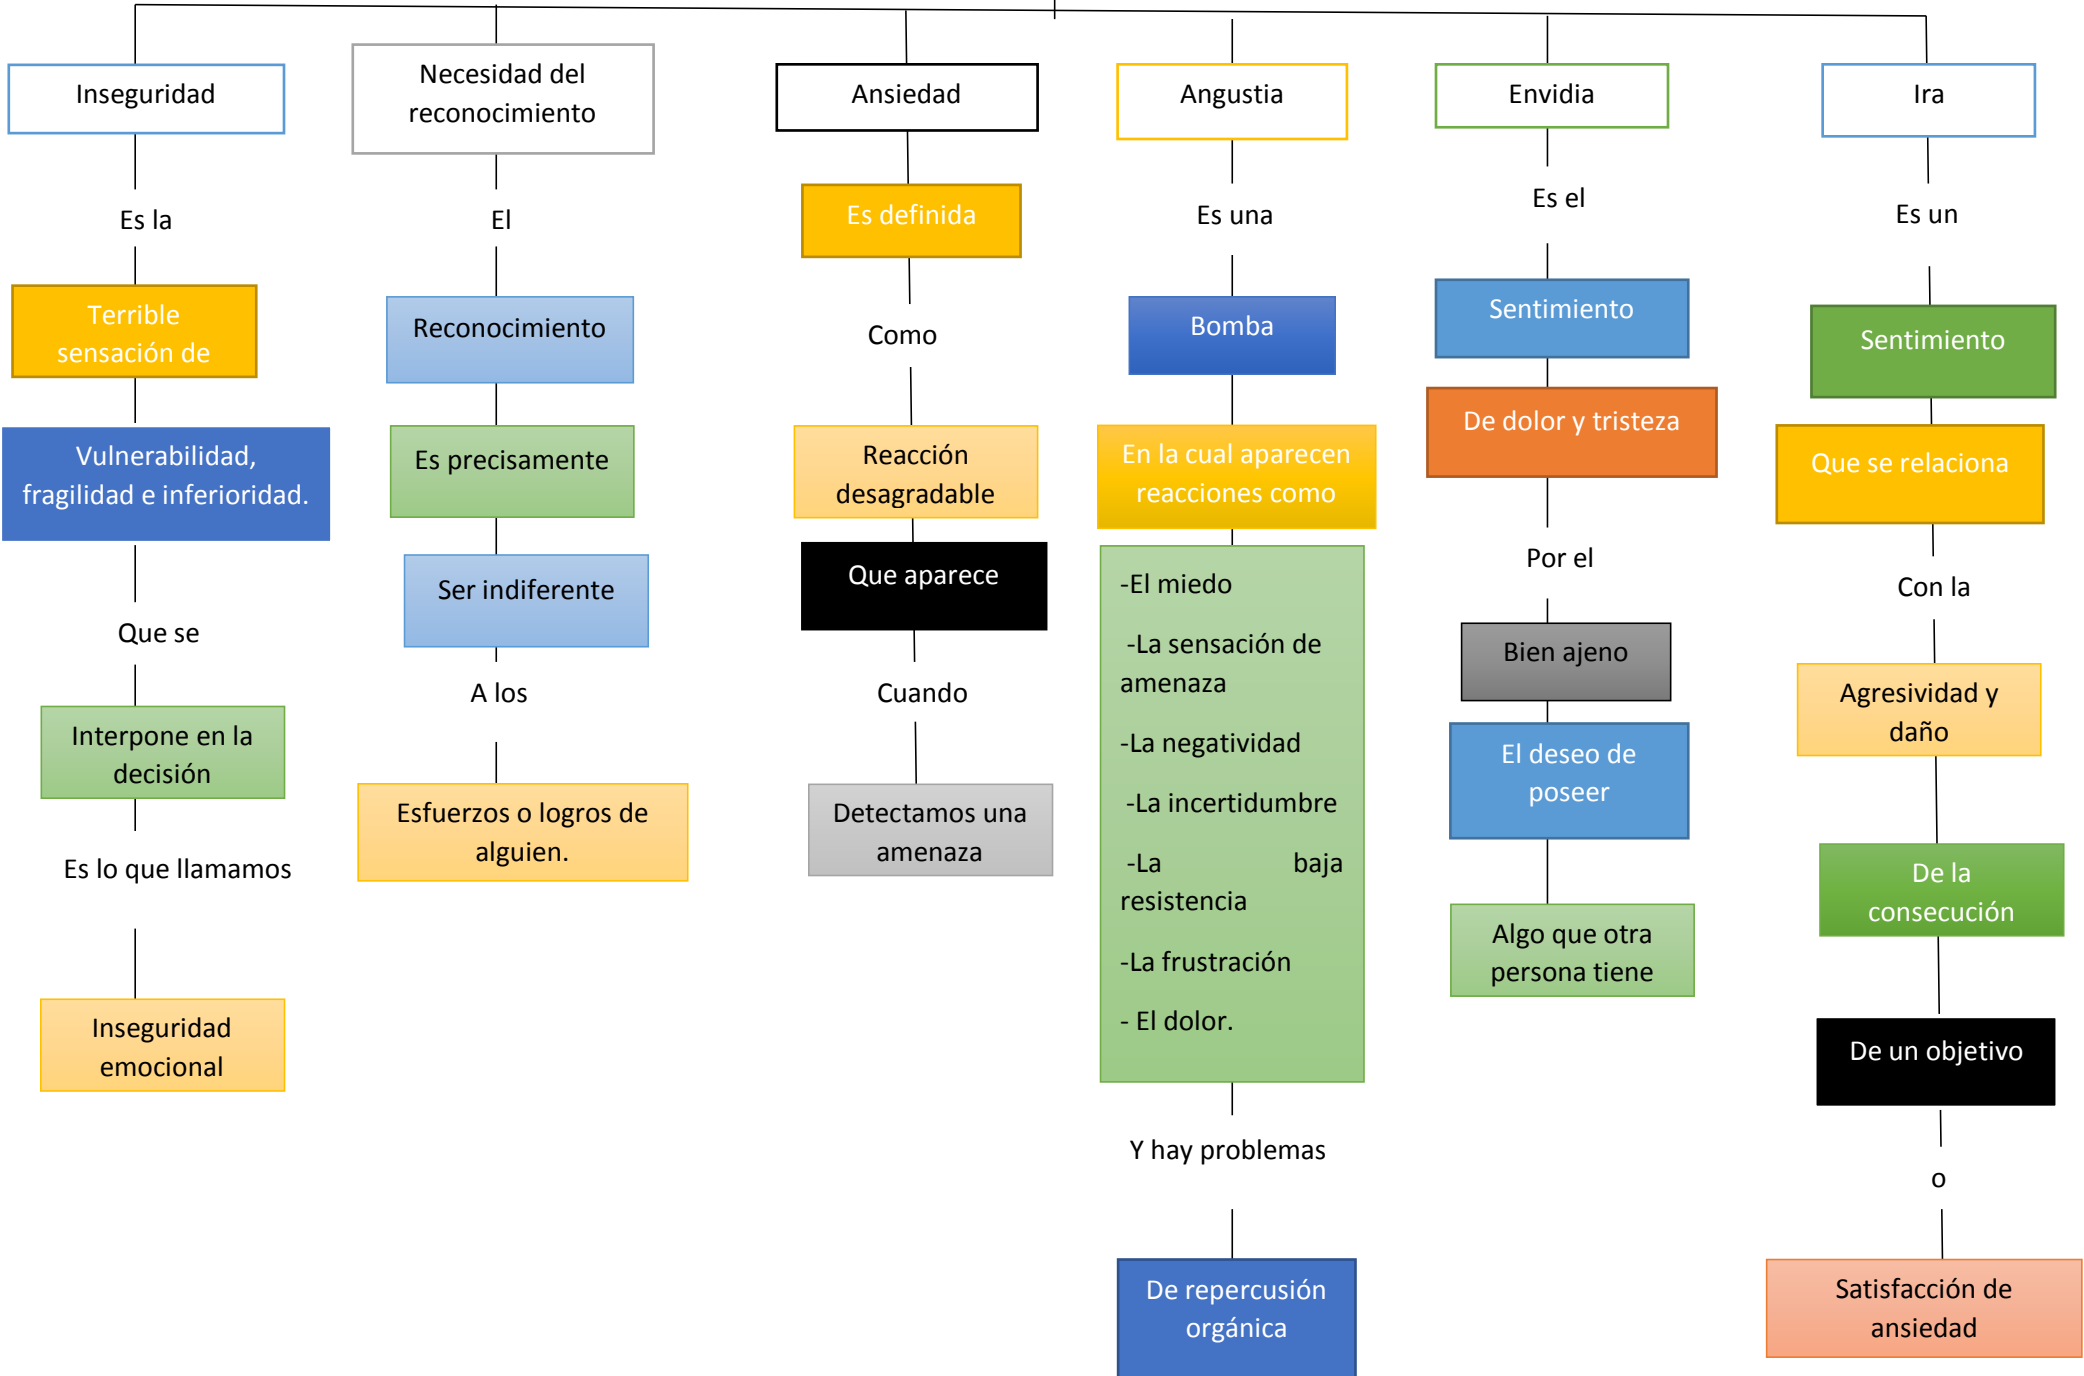 Inseguridad
Es la
Terrible
sensación de
Vulnerabilidad,
fragilidad e inferioridad.
Que se
Interpone en la
decisión
Es lo que llamamos
Inseguridad
emocional
Necesidad del
reconocimiento
El
Reconocimiento
Es precisamente
Ser indiferente
A los
Esfuerzos o logros de
alguien.
Ansiedad
Es definida
Como
Reacción
desagradable
Que aparece
Cuando
Detectamos una
amenaza
Angustia
Es una
Bomba
En la cual aparecen
reacciones como
-El miedo
-La sensación de
amenaza
-La negatividad
-La incertidumbre
-La baja
resistencia
-La frustración
- El dolor.
Y hay problemas
De repercusión
orgánica
Envidia
Es el
Sentimiento
De dolor y tristeza
Por el
Bien ajeno
El deseo de
poseer
Algo que otra
persona tiene
Ira
Es un
Sentimiento
Que se relaciona
Con la
Agresividad y
daño
De la
consecución
De un objetivo
o
Satisfacción de
ansiedad